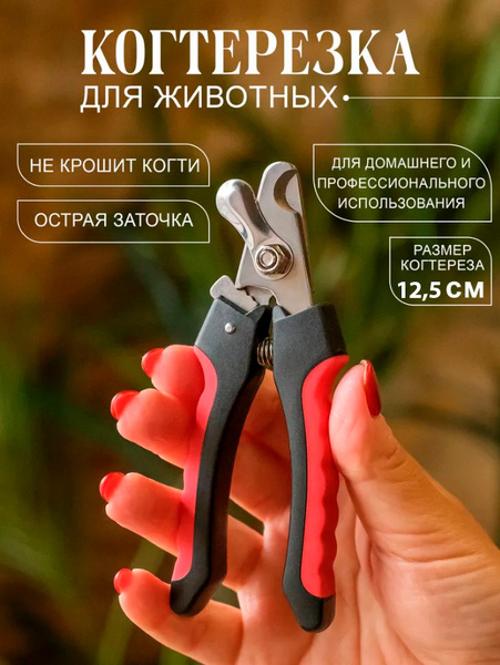 КОГТЕРЕЗКА
ДЛЯ ЖИВОТНЫХ
НЕ КРОШИТ КОГТИ
ОСТРАЯ ЗАТОЧКА
ДЛЯ ДОМАШНЕГО И
ПРОФЕССИОНАЛЬНОГО
ИСПОЛЬЗОВАНИЯ
РАЗМЕР
КОГТЕРЕЗА
12,5 СМ